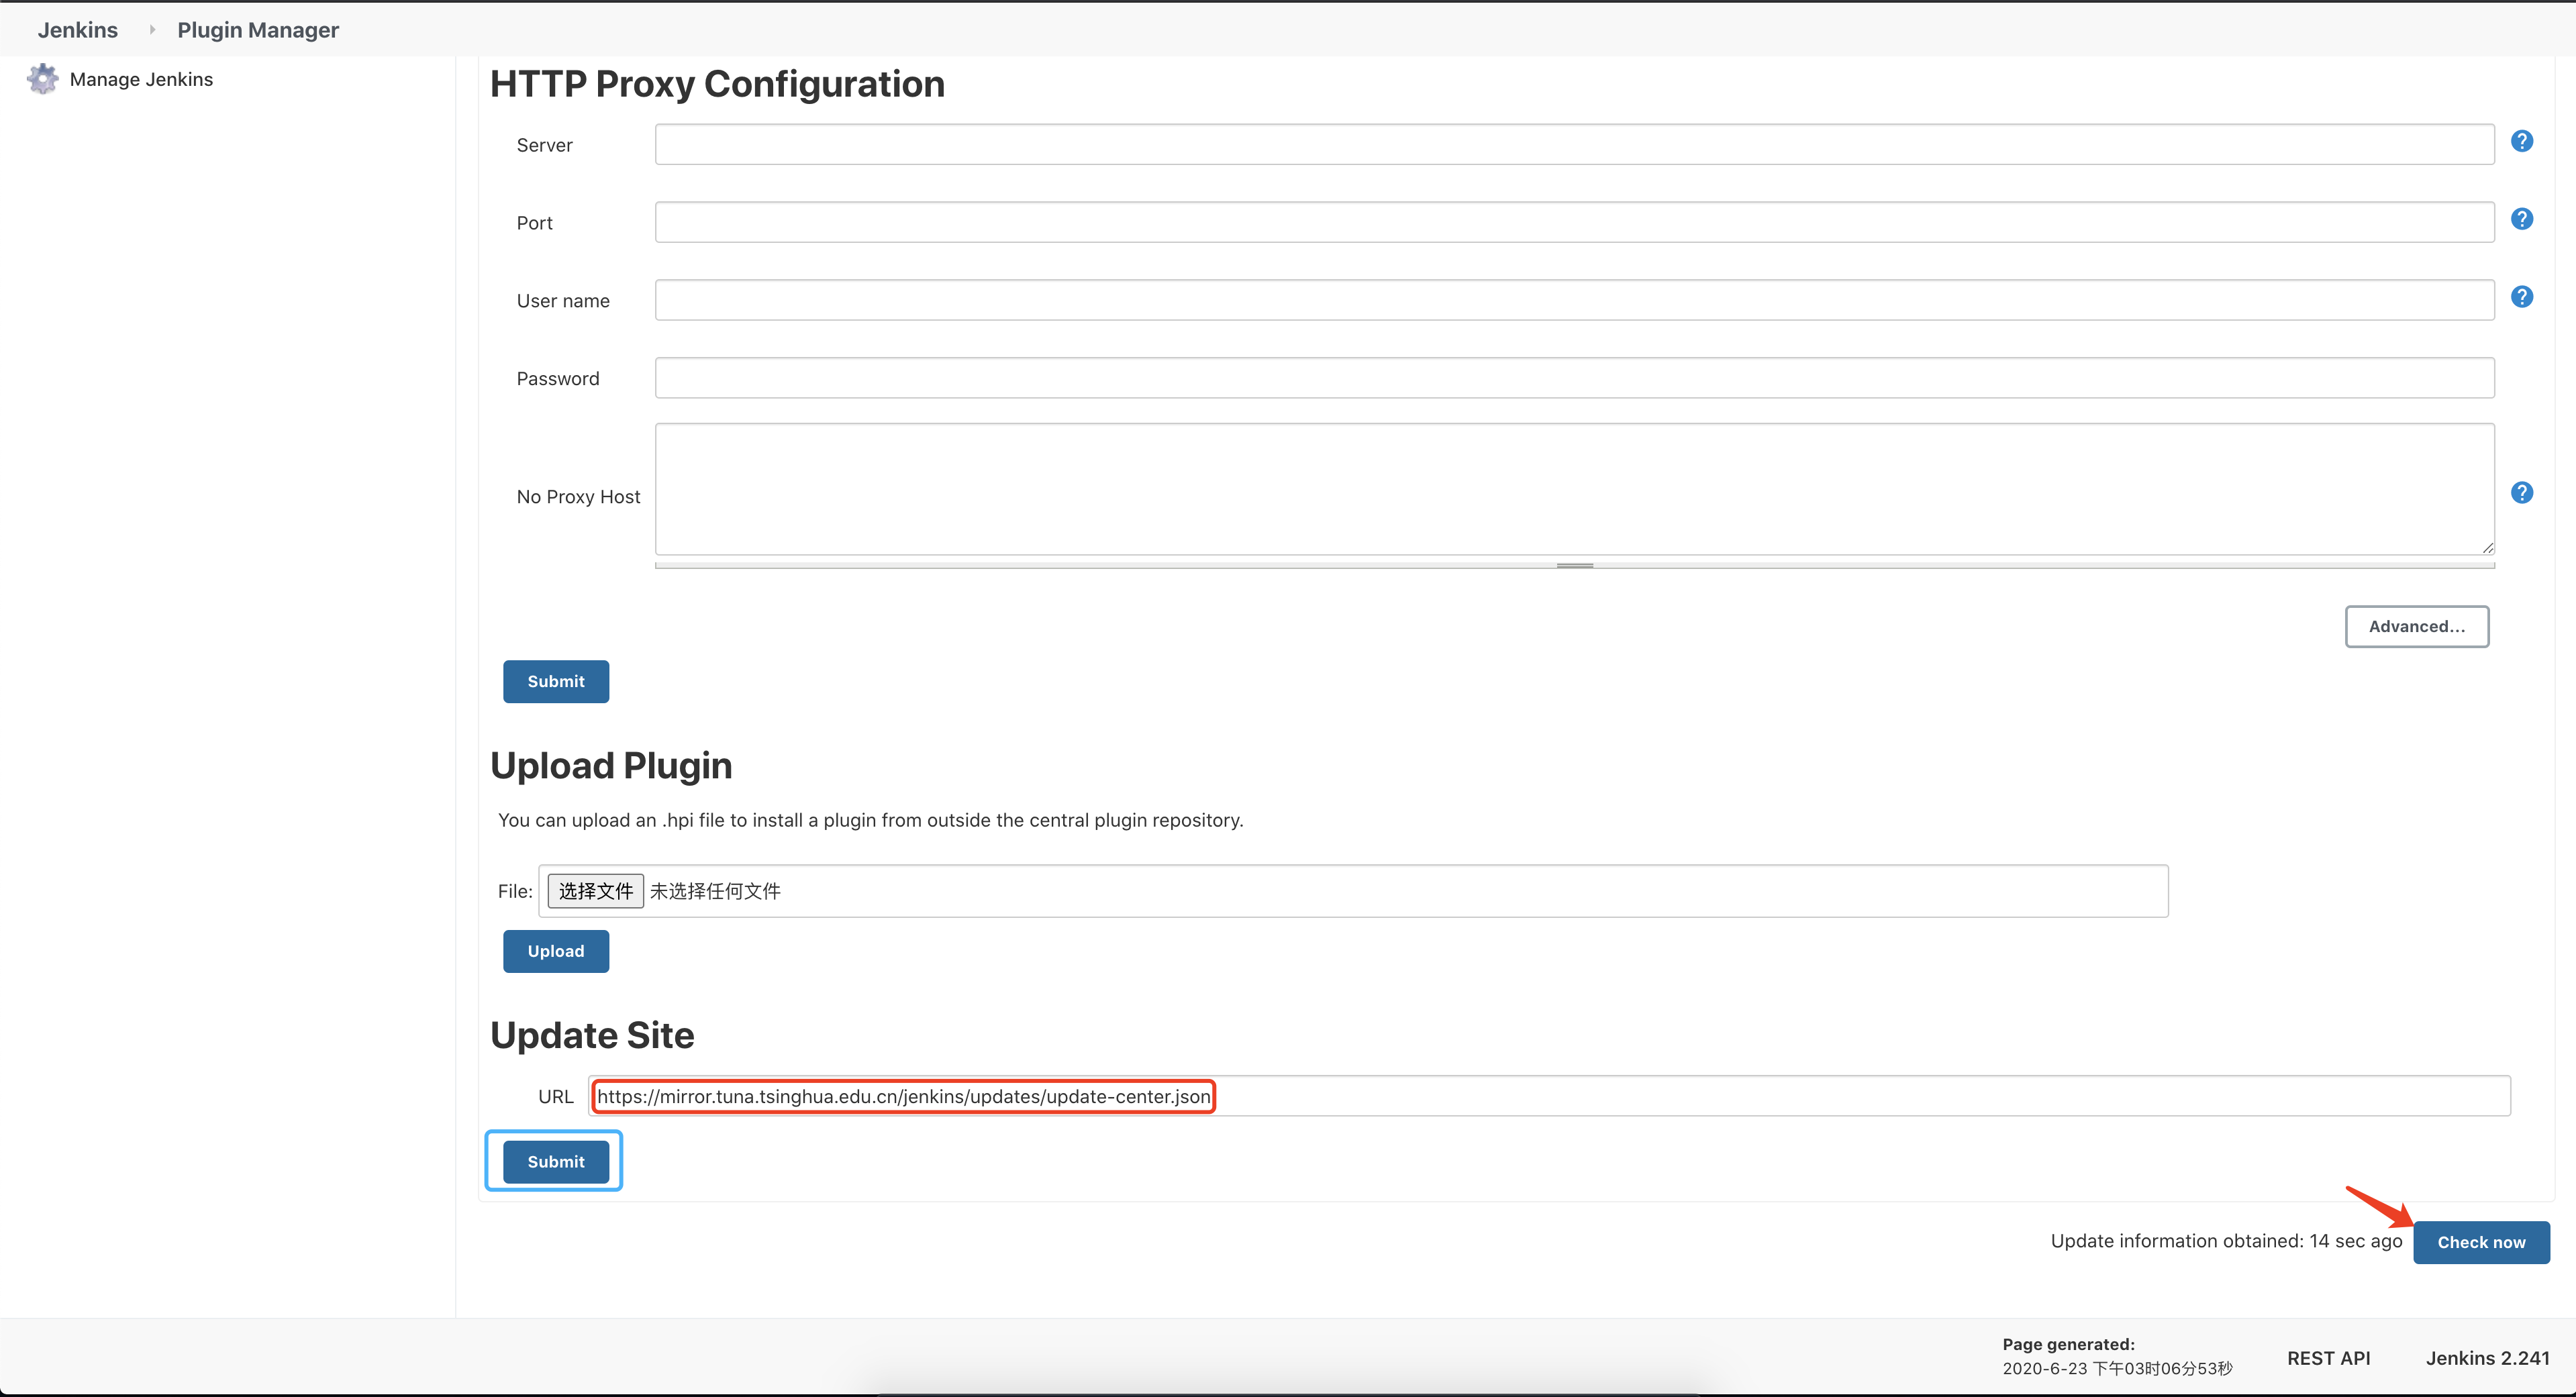 Jenkins
Plugin Manager
Manage Jenkins
HTTP Proxy Configuration
Server
Port
User name
Password
No Proxy Host
Advanced...
Submit
Upload Plugin
You can upload an .hpi file to install a plugin from outside the central plugin repository.
File: 选择文件 未选择任何文件
Upload
Update Site
URL https://mirror.tuna.tsinghua.edu.cn/jenkins/updates/update-center.json
Submit
Update information obtained: 14 sec ago Check now
Page generated:
2020-6-23 下午03时06分53秒
REST API
Jenkins 2.241